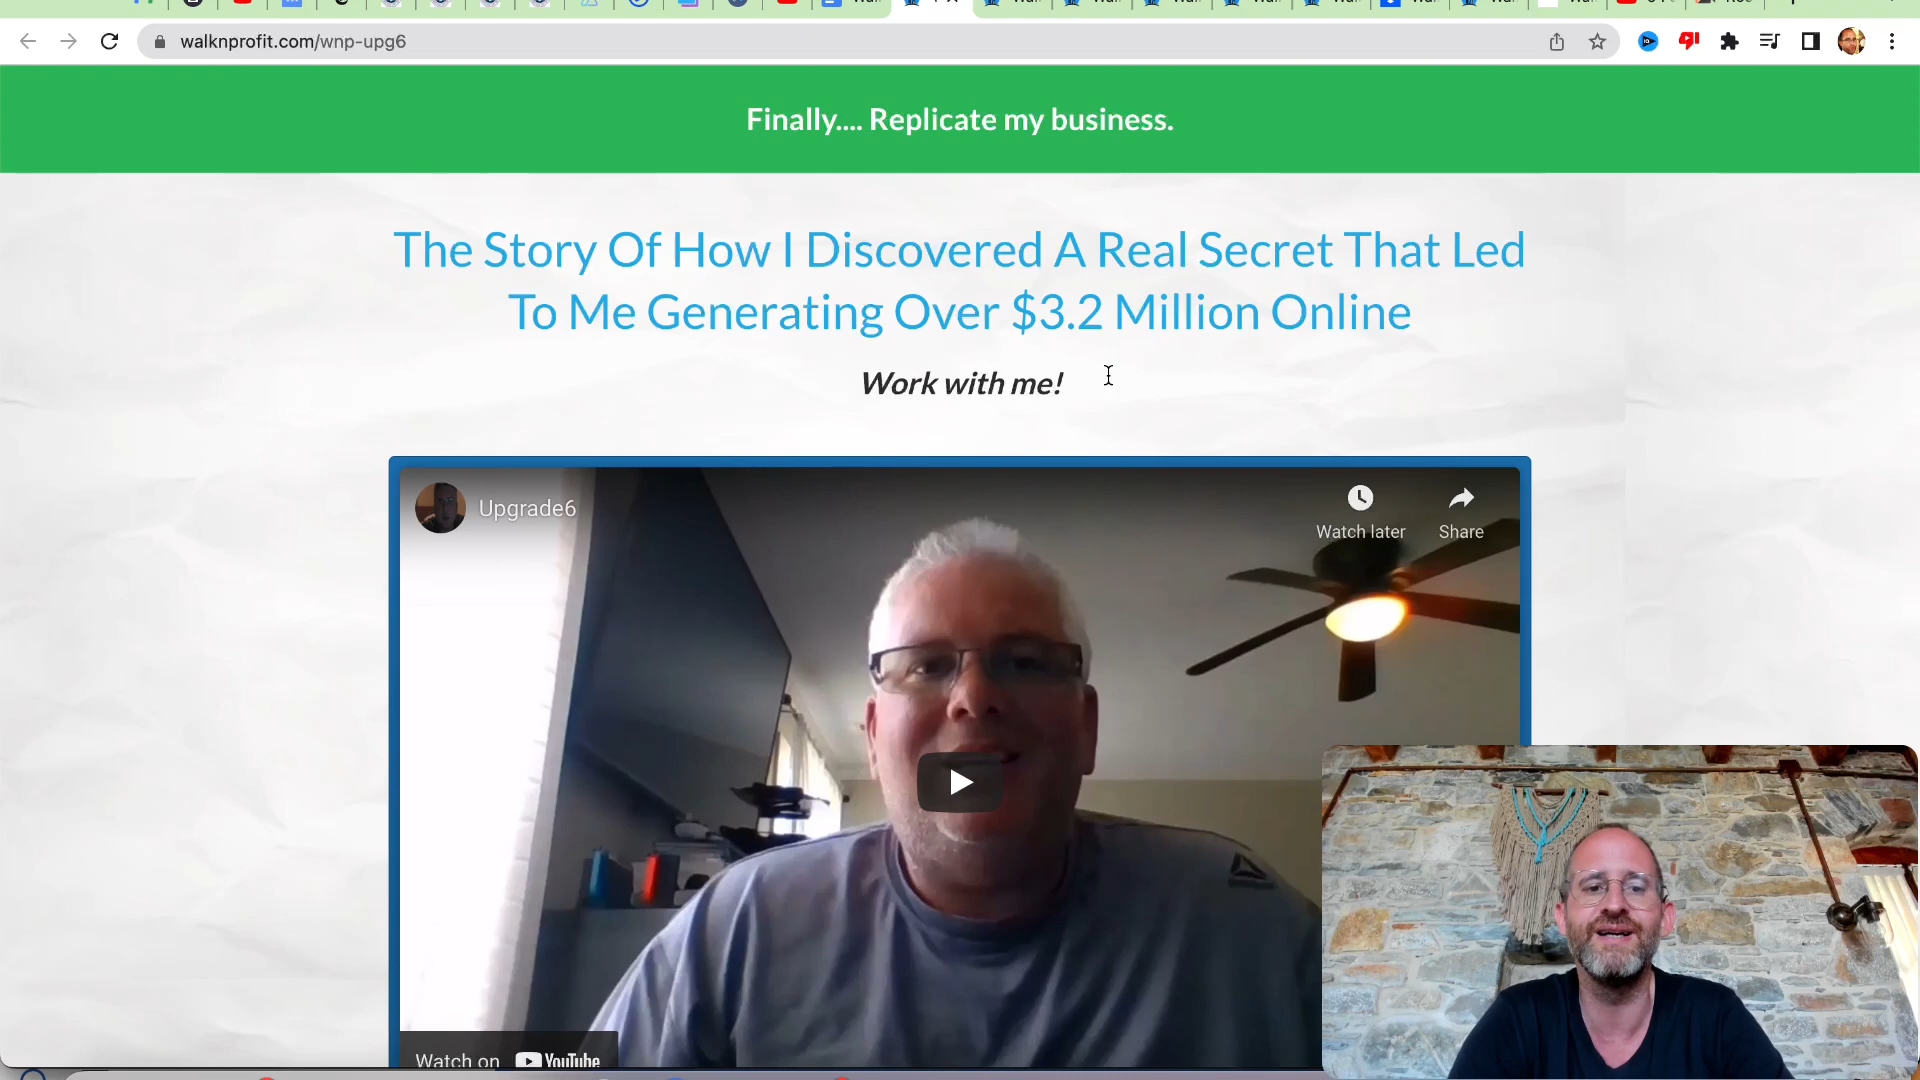 walknprofit.com/wnp-upg6
Finally.... Replicate my business.
The Story Of How I Discovered A Real Secret That Led
To Me Generating Over $3.2 Million Online
Work with me!
Upgrade6
Watch later
Share
Watch on YouTube